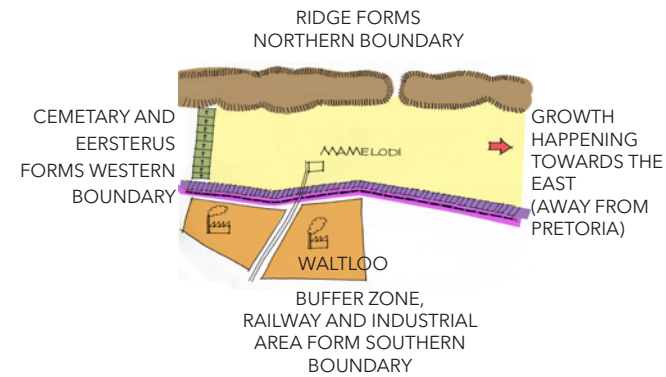 RIDGE FORMS
NORTHERN BOUNDARY
CEMETARY AND
EERSTERUS
FORMS WESTERN
BOUNDARY
MAMELODI
GROWTH
HAPPENING
TOWARDS THE
EAST
(AWAY FROM
PRETORIA)
WALTLOO
BUFFER ZONE,
RAILWAY AND INDUSTRIAL
AREA FORM SOUTHERN
BOUNDARY